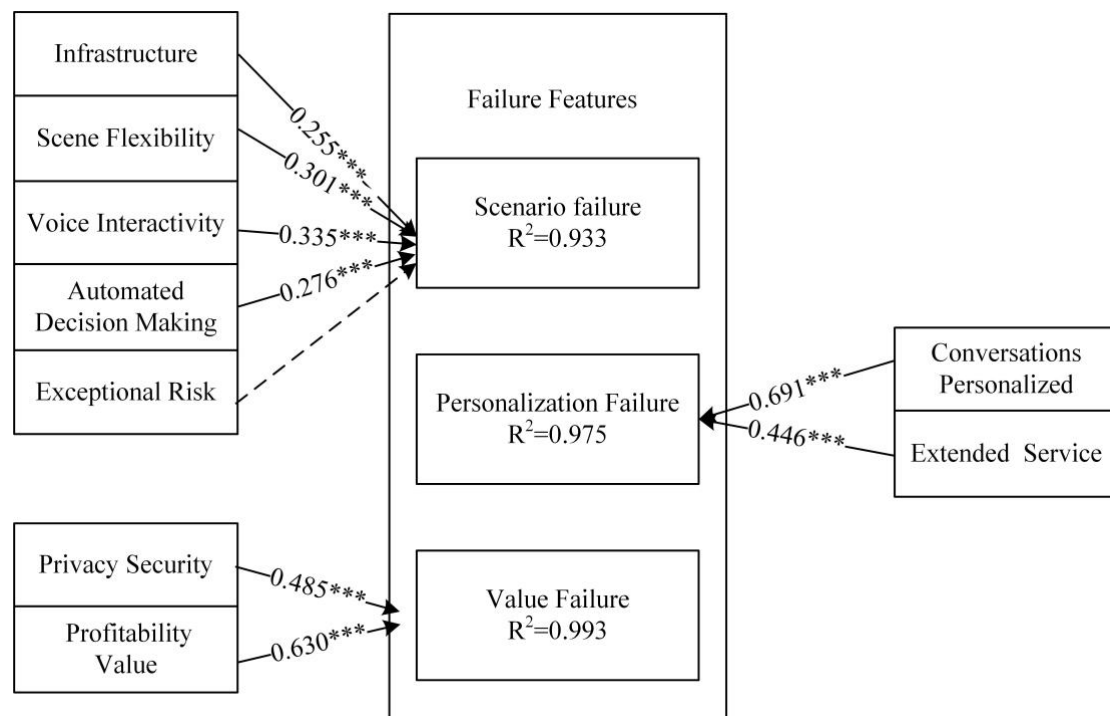 Infrastructure
Scene Flexibility
Voice Interactivity
Automated
Decision Making
Exceptional Risk
0.255***
0.301***
0.335***
0.276***
Failure Features
Scenario failure
R²=0.933
Personalization Failure
R²=0.975
Value Failure
R²=0.993
Conversations
Personalized
Extended Service
0.691***
0.446***
Privacy Security
Profitability
Value
0.485***
0.630***